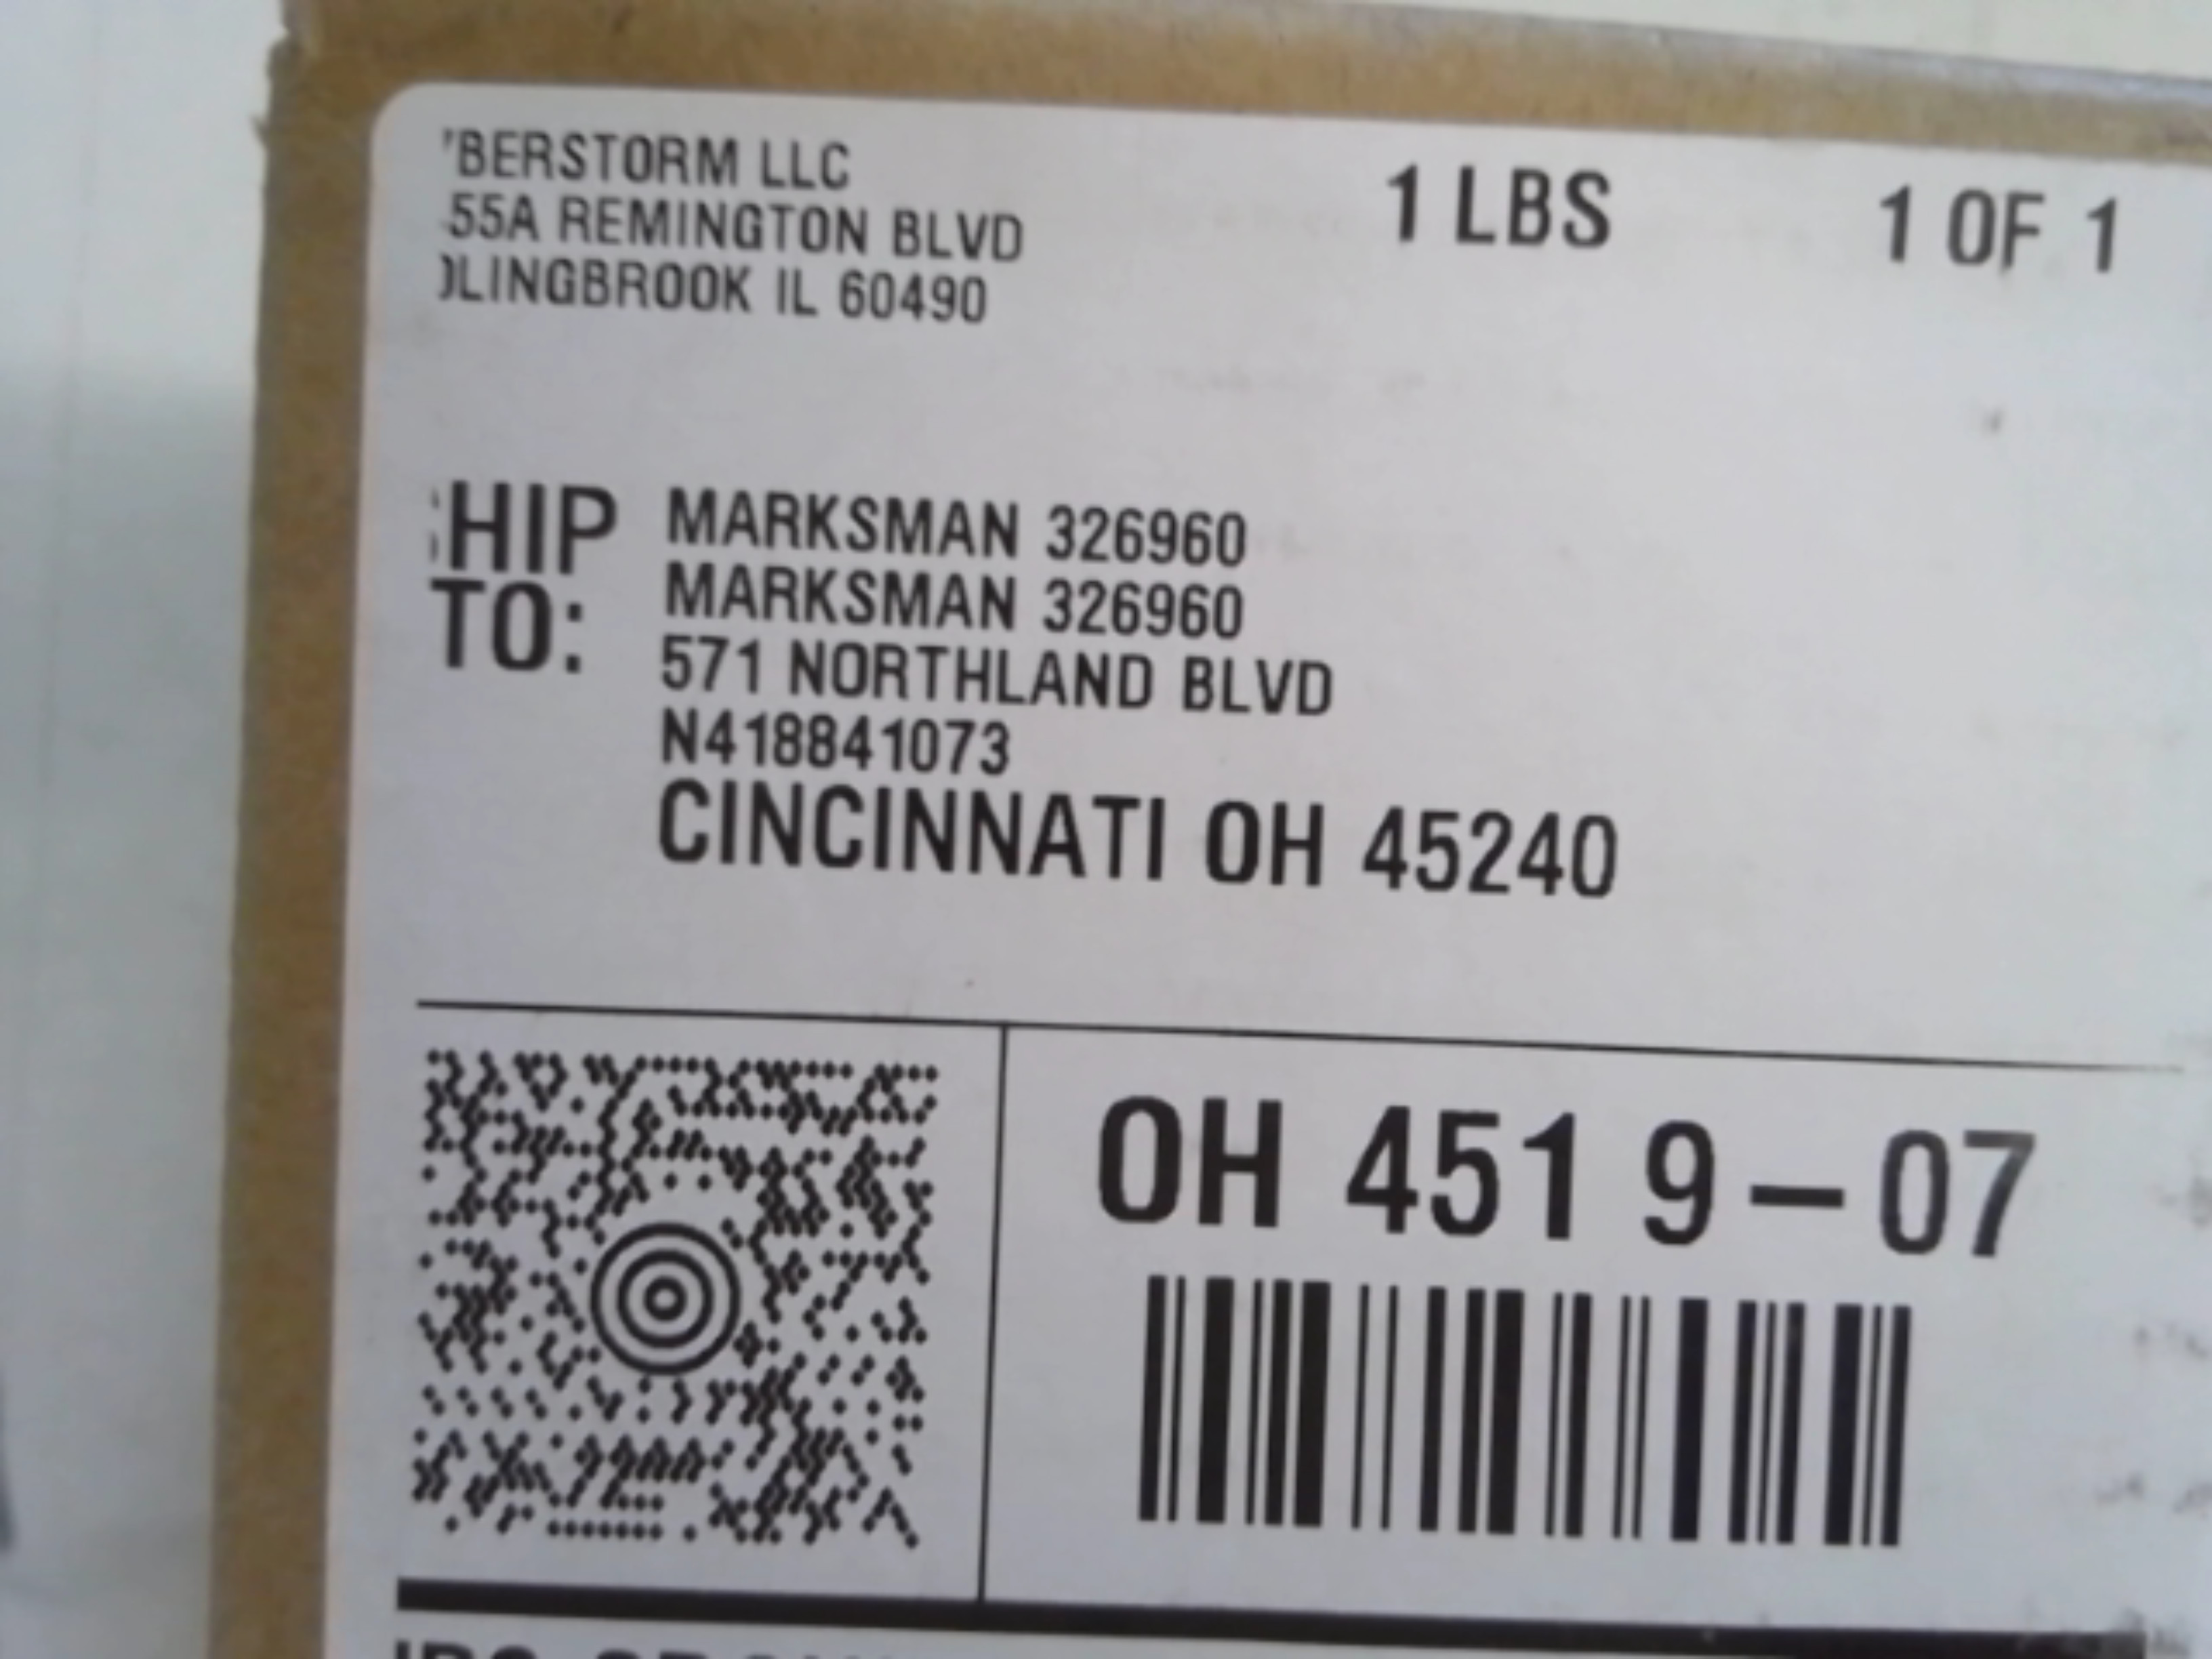 'BERSTORM LLC
55A REMINGTON BLVD
OLINGBROOK IL 60490
1 LBS 1 OF 1
SHIP TO:
MARKSMAN 326960
MARKSMAN 326960
571 NORTHLAND BLVD
N418841073
CINCINNATI OH 45240
OH 451 9-07